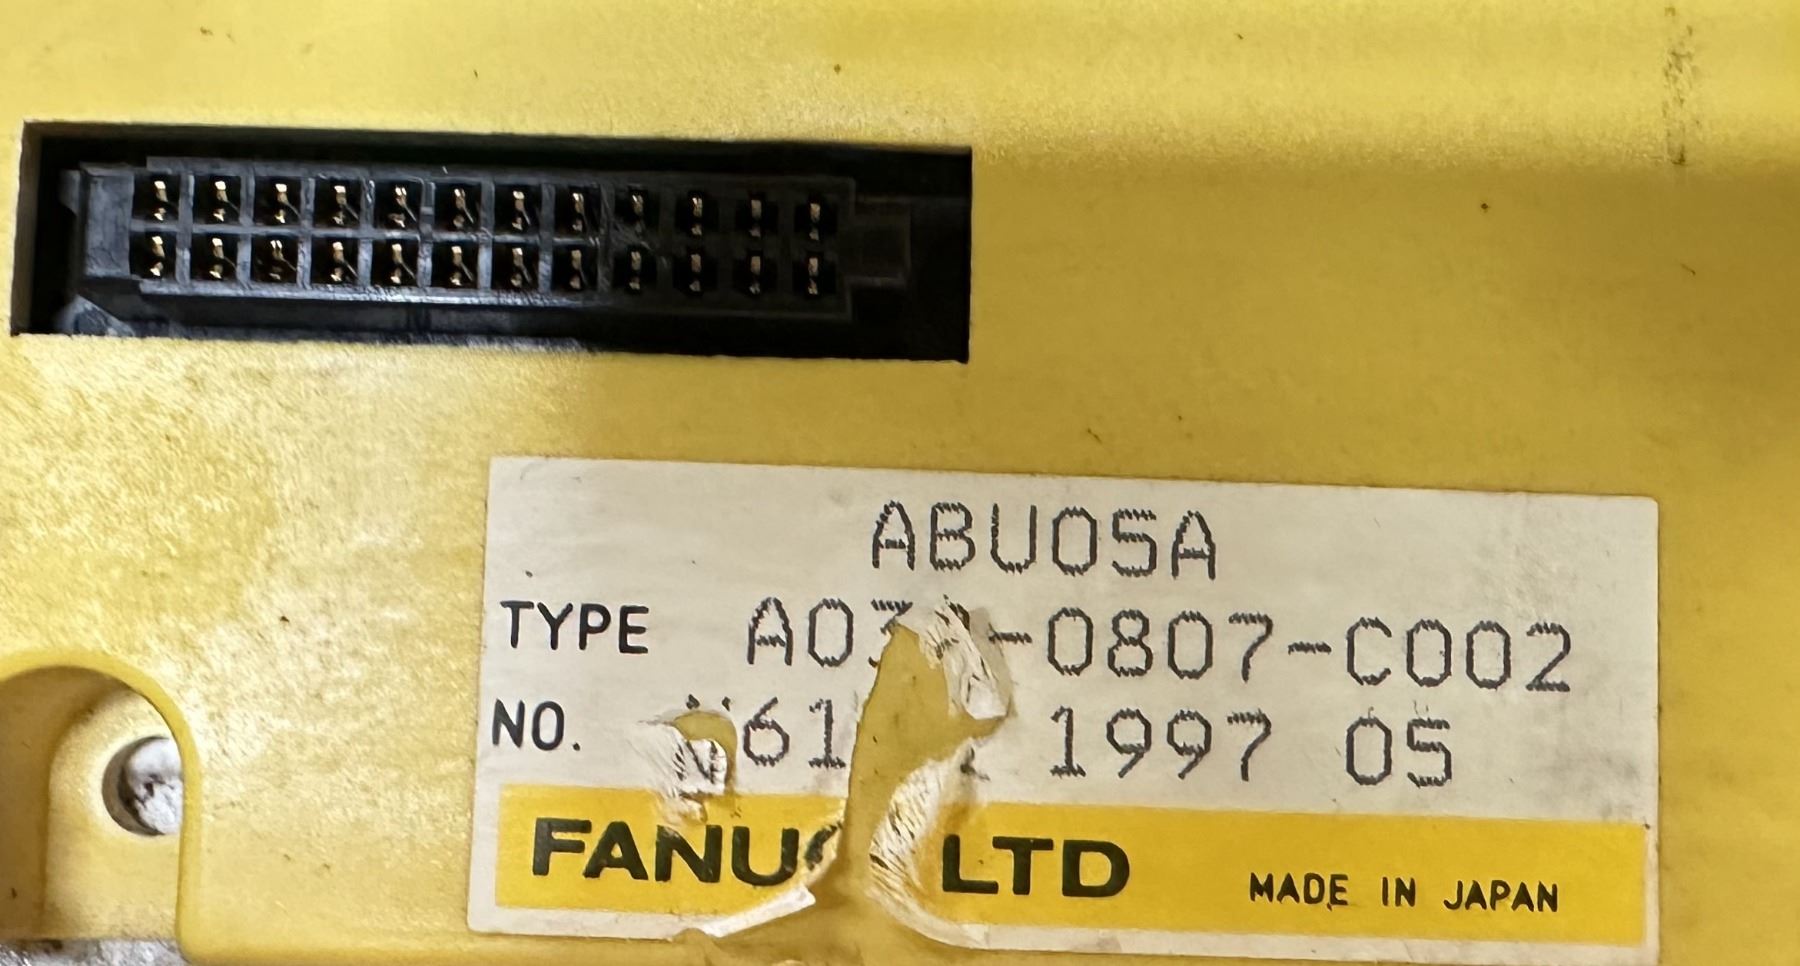 ABU05A
TYPE -0807-C002
NO. 1997 05
LTD MADE IN JAPAN